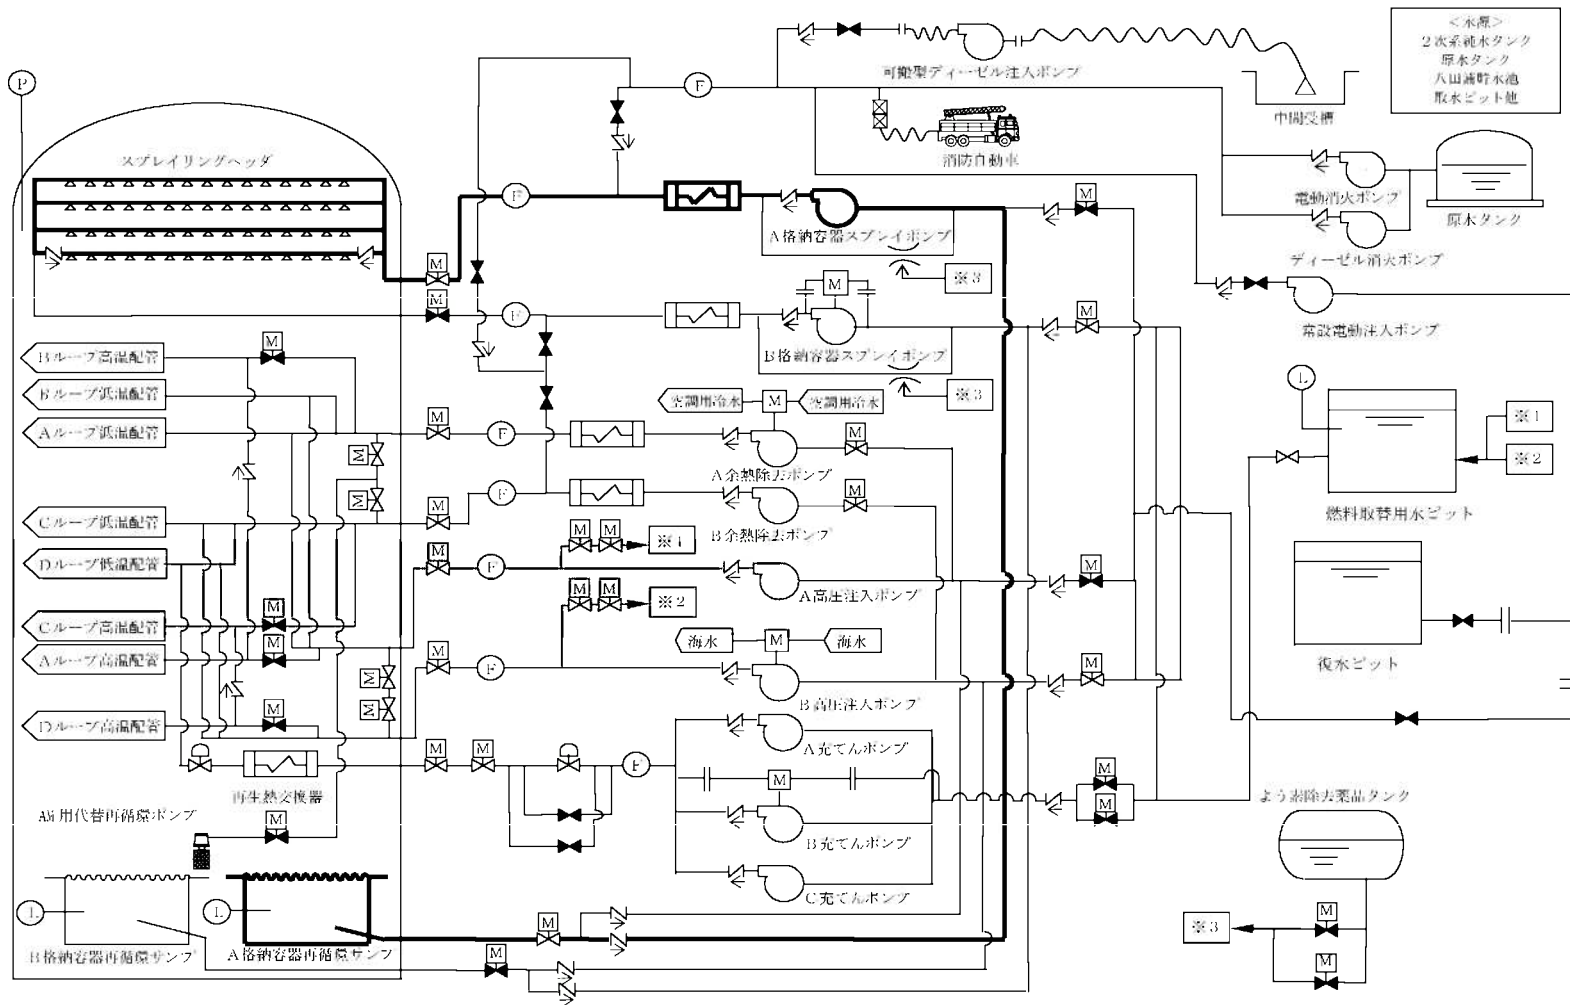 <水源>
2次系純水タンク
原水タンク
八田浦貯水池
取水ピット他
可搬型ディーゼル注入ポンプ
中間受槽
消防自動車
P
F
スプレイリングヘッダ
電動消火ポンプ
原水タンク
ディーゼル消火ポンプ
常設電動注入ポンプ
F
M
A格納容器スプレイポンプ
※3
M
M
F
M
B格納容器スプレイポンプ
※3
M
M
Bループ高温配管
M
Bループ低温配管
Aループ低温配管
M
F
空調用冷水
M
空調用冷水
M
A余熱除去ポンプ
L
※1
※2
燃料取替用水ピット
M
M
Cループ低温配管
M
F
M
B余熱除去ポンプ
Dループ低温配管
M
F
M
M
※1
A高圧注入ポンプ
M
M
M
※2
Cループ高温配管
M
Aループ高温配管
M
海水
M
海水
復水ピット
M
F
B高圧注入ポンプ
M
M
M
Dループ高温配管
M
A充てんポンプ
再生熱交換器
M
M
F
M
M
M
B充てんポンプ
C充てんポンプ
よう素除去薬品タンク
AM用代替再循環ポンプ
M
L
B格納容器再循環サンプ
L
A格納容器再循環サンプ
M
M
※3
M
M